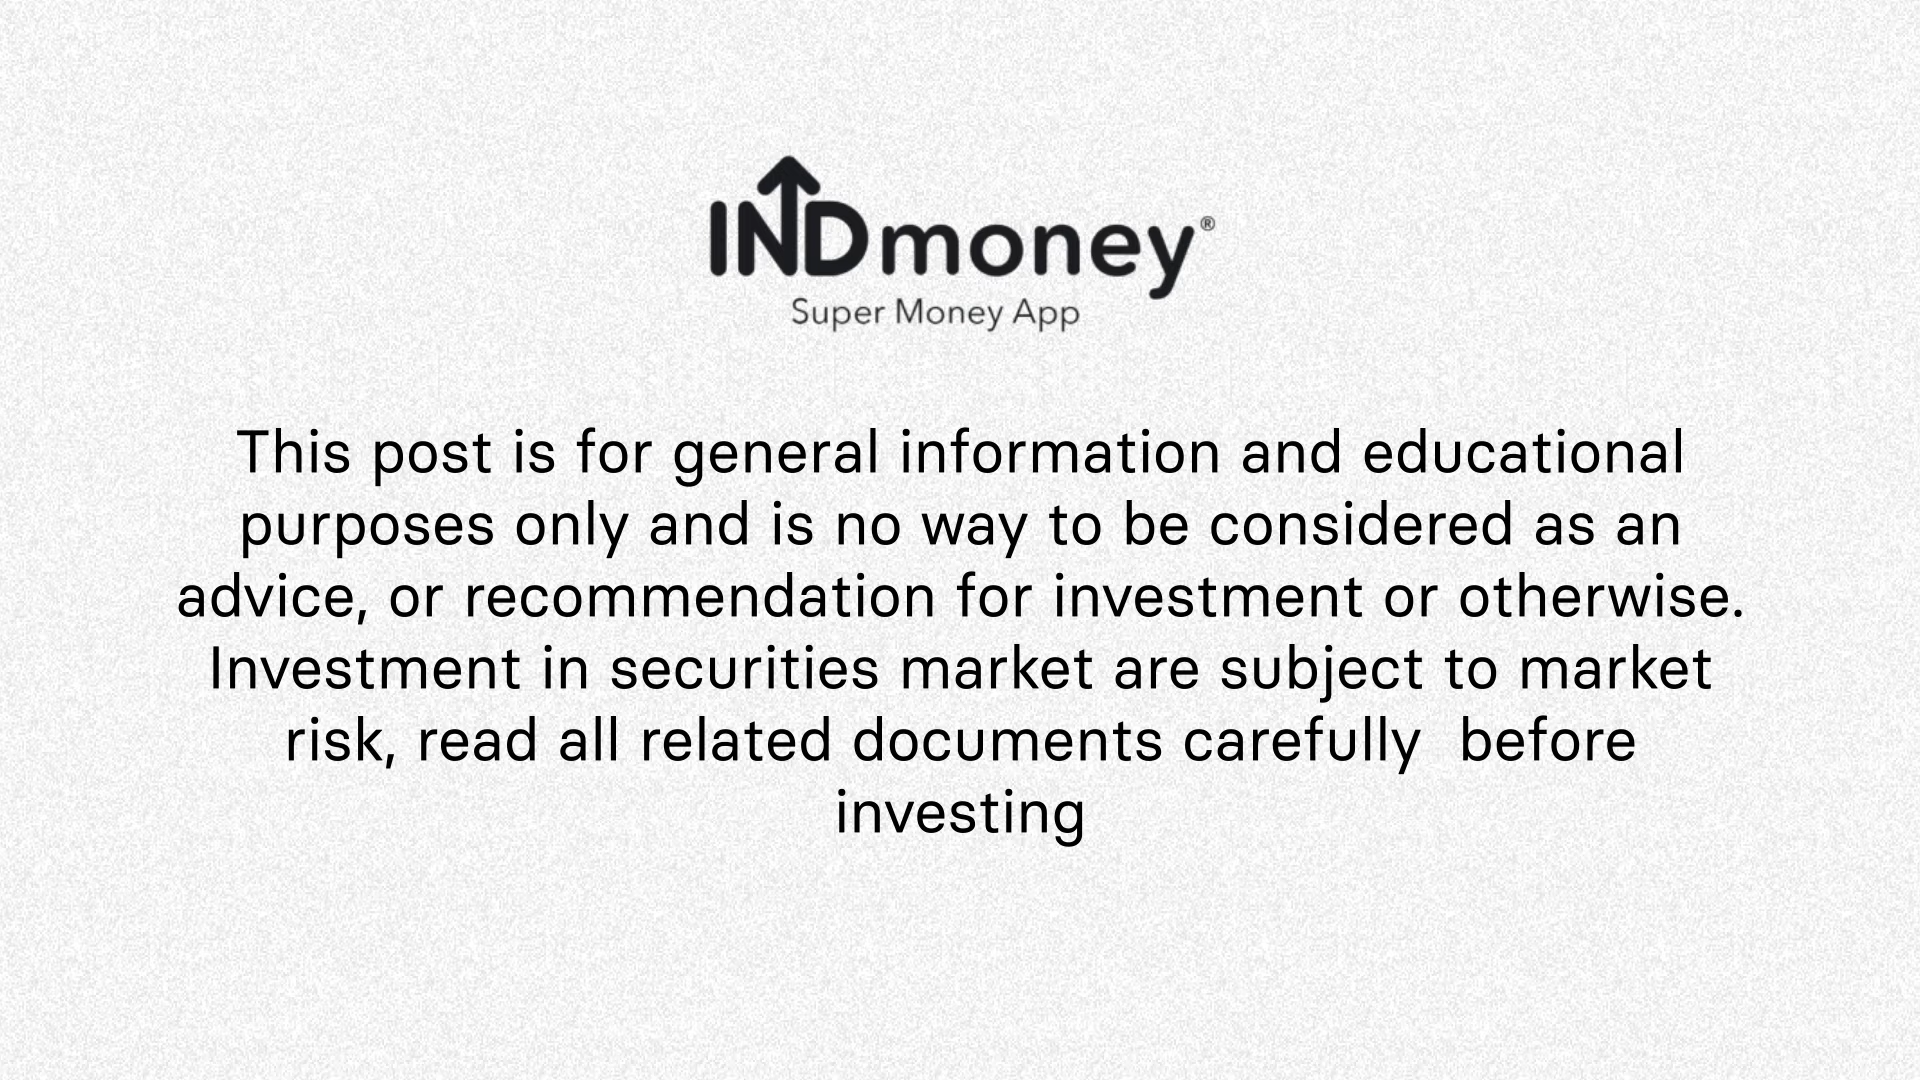 INDmoney®
Super Money App
This post is for general information and educational
purposes only and is no way to be considered as an
advice, or recommendation for investment or otherwise.
Investment in securities market are subject to market
risk, read all related documents carefully  before
investing